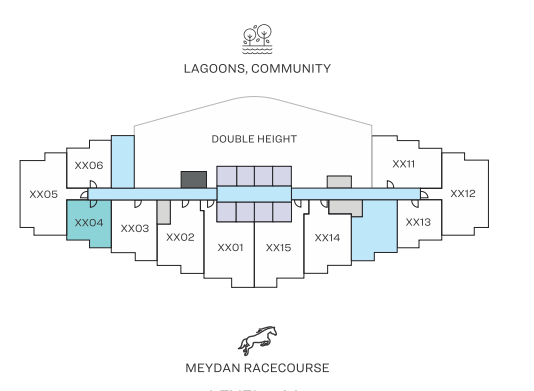 LAGOONS, COMMUNITY
DOUBLE HEIGHT
XX06
XX11
XX05
XX12
XX04
XX03
XX02
XX01
XX15
XX14
XX13
MEYDAN RACECOURSE